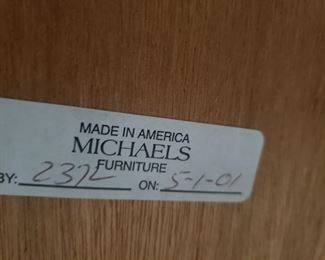 MADE IN AMERICA
MICHAELS
FURNITURE
BY: 2372 ON: 5-1-01